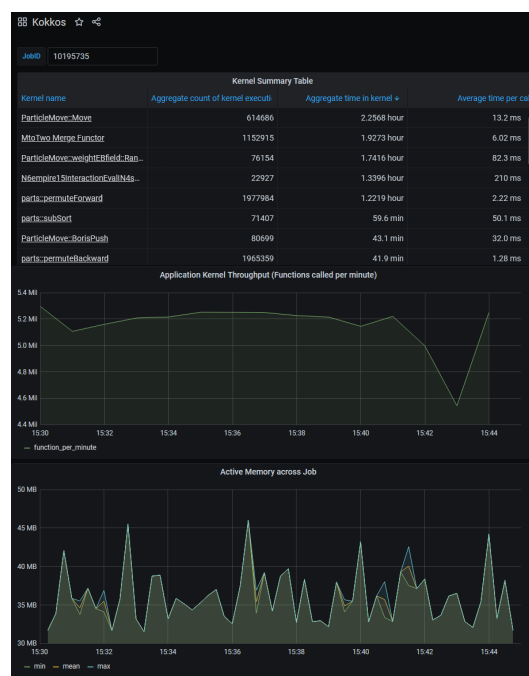 Kokkos
JobID 10195735
Kernel Summary Table
Kernel name Aggregate count of kernel executi Aggregate time in kernel Average time per cal
ParticleMove::Move 614686 2.2568 hour 13.2 ms
MtoTwo Merge Functor 1152915 1.9273 hour 6.02 ms
ParticleMove::weightEBfield::Ran... 76154 1.7416 hour 82.3 ms
N6empire15InteractionEvalIN4s... 22927 1.3396 hour 210 ms
parts::permuteForward 1977984 1.2219 hour 2.22 ms
parts::subSort 71407 59.6 min 50.1 ms
ParticleMove::BorisPush 80699 43.1 min 32.0 ms
parts::permuteBackward 1965359 41.9 min 1.28 ms
Application Kernel Throughput (Functions called per minute)
5.4 Mil
5.2 Mil
5.0 Mil
4.8 Mil
4.6 Mil
4.4 Mil
15:30 15:32 15:34 15:36 15:38 15:40 15:42 15:44
function_per_minute
Active Memory across Job
50 MB
45 MB
40 MB
35 MB
30 MB
15:30 15:32 15:34 15:36 15:38 15:40 15:42 15:44
min mean max